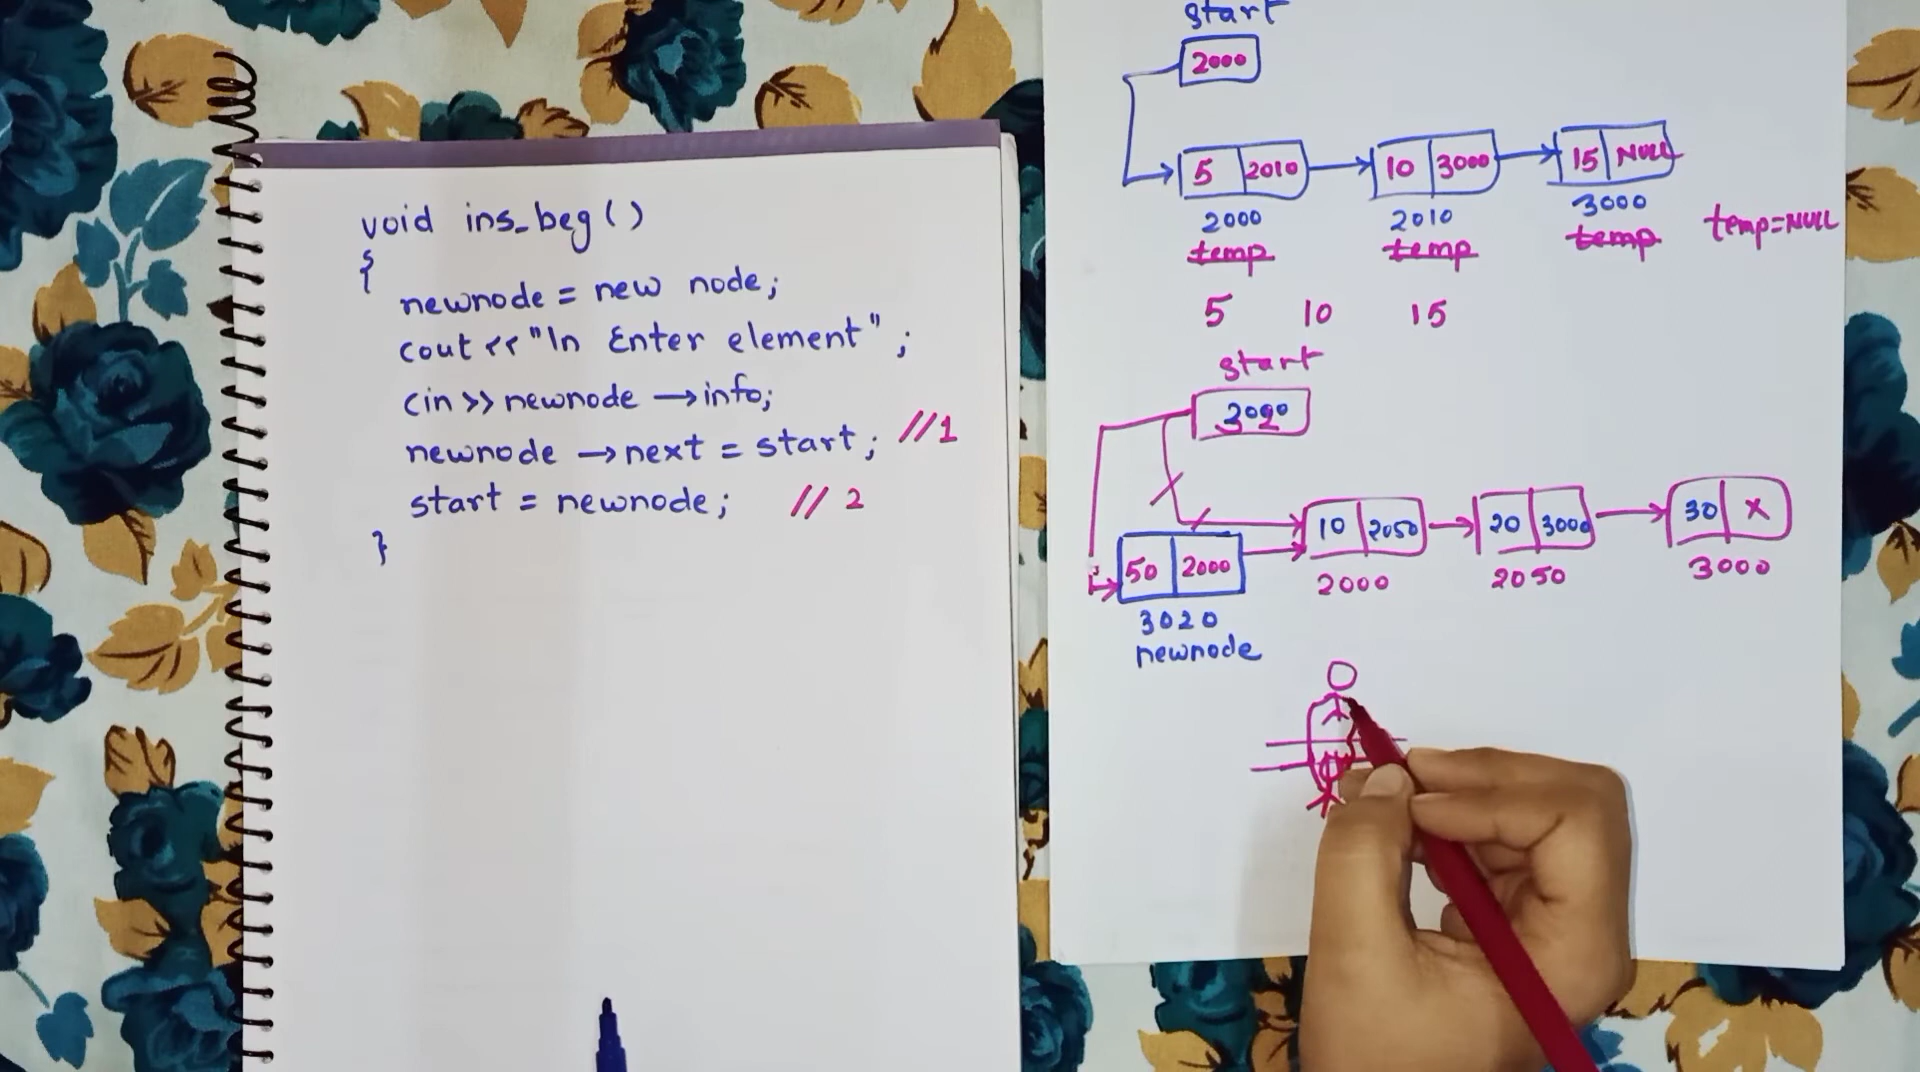 void ins_beg()
{
newnode = new node;
cout << "\n Enter element";
cin >> newnode →info;
newnode →next = start; //1
start = newnode; // 2
}
start
2000
5 2010 10 3000 15 NULL
2000 2010 3000
temp temp temp temp=NULL
5 10 15
start
50 2000 10 2050 20 3000 30 X
3020 2000 2050 3000
newnode